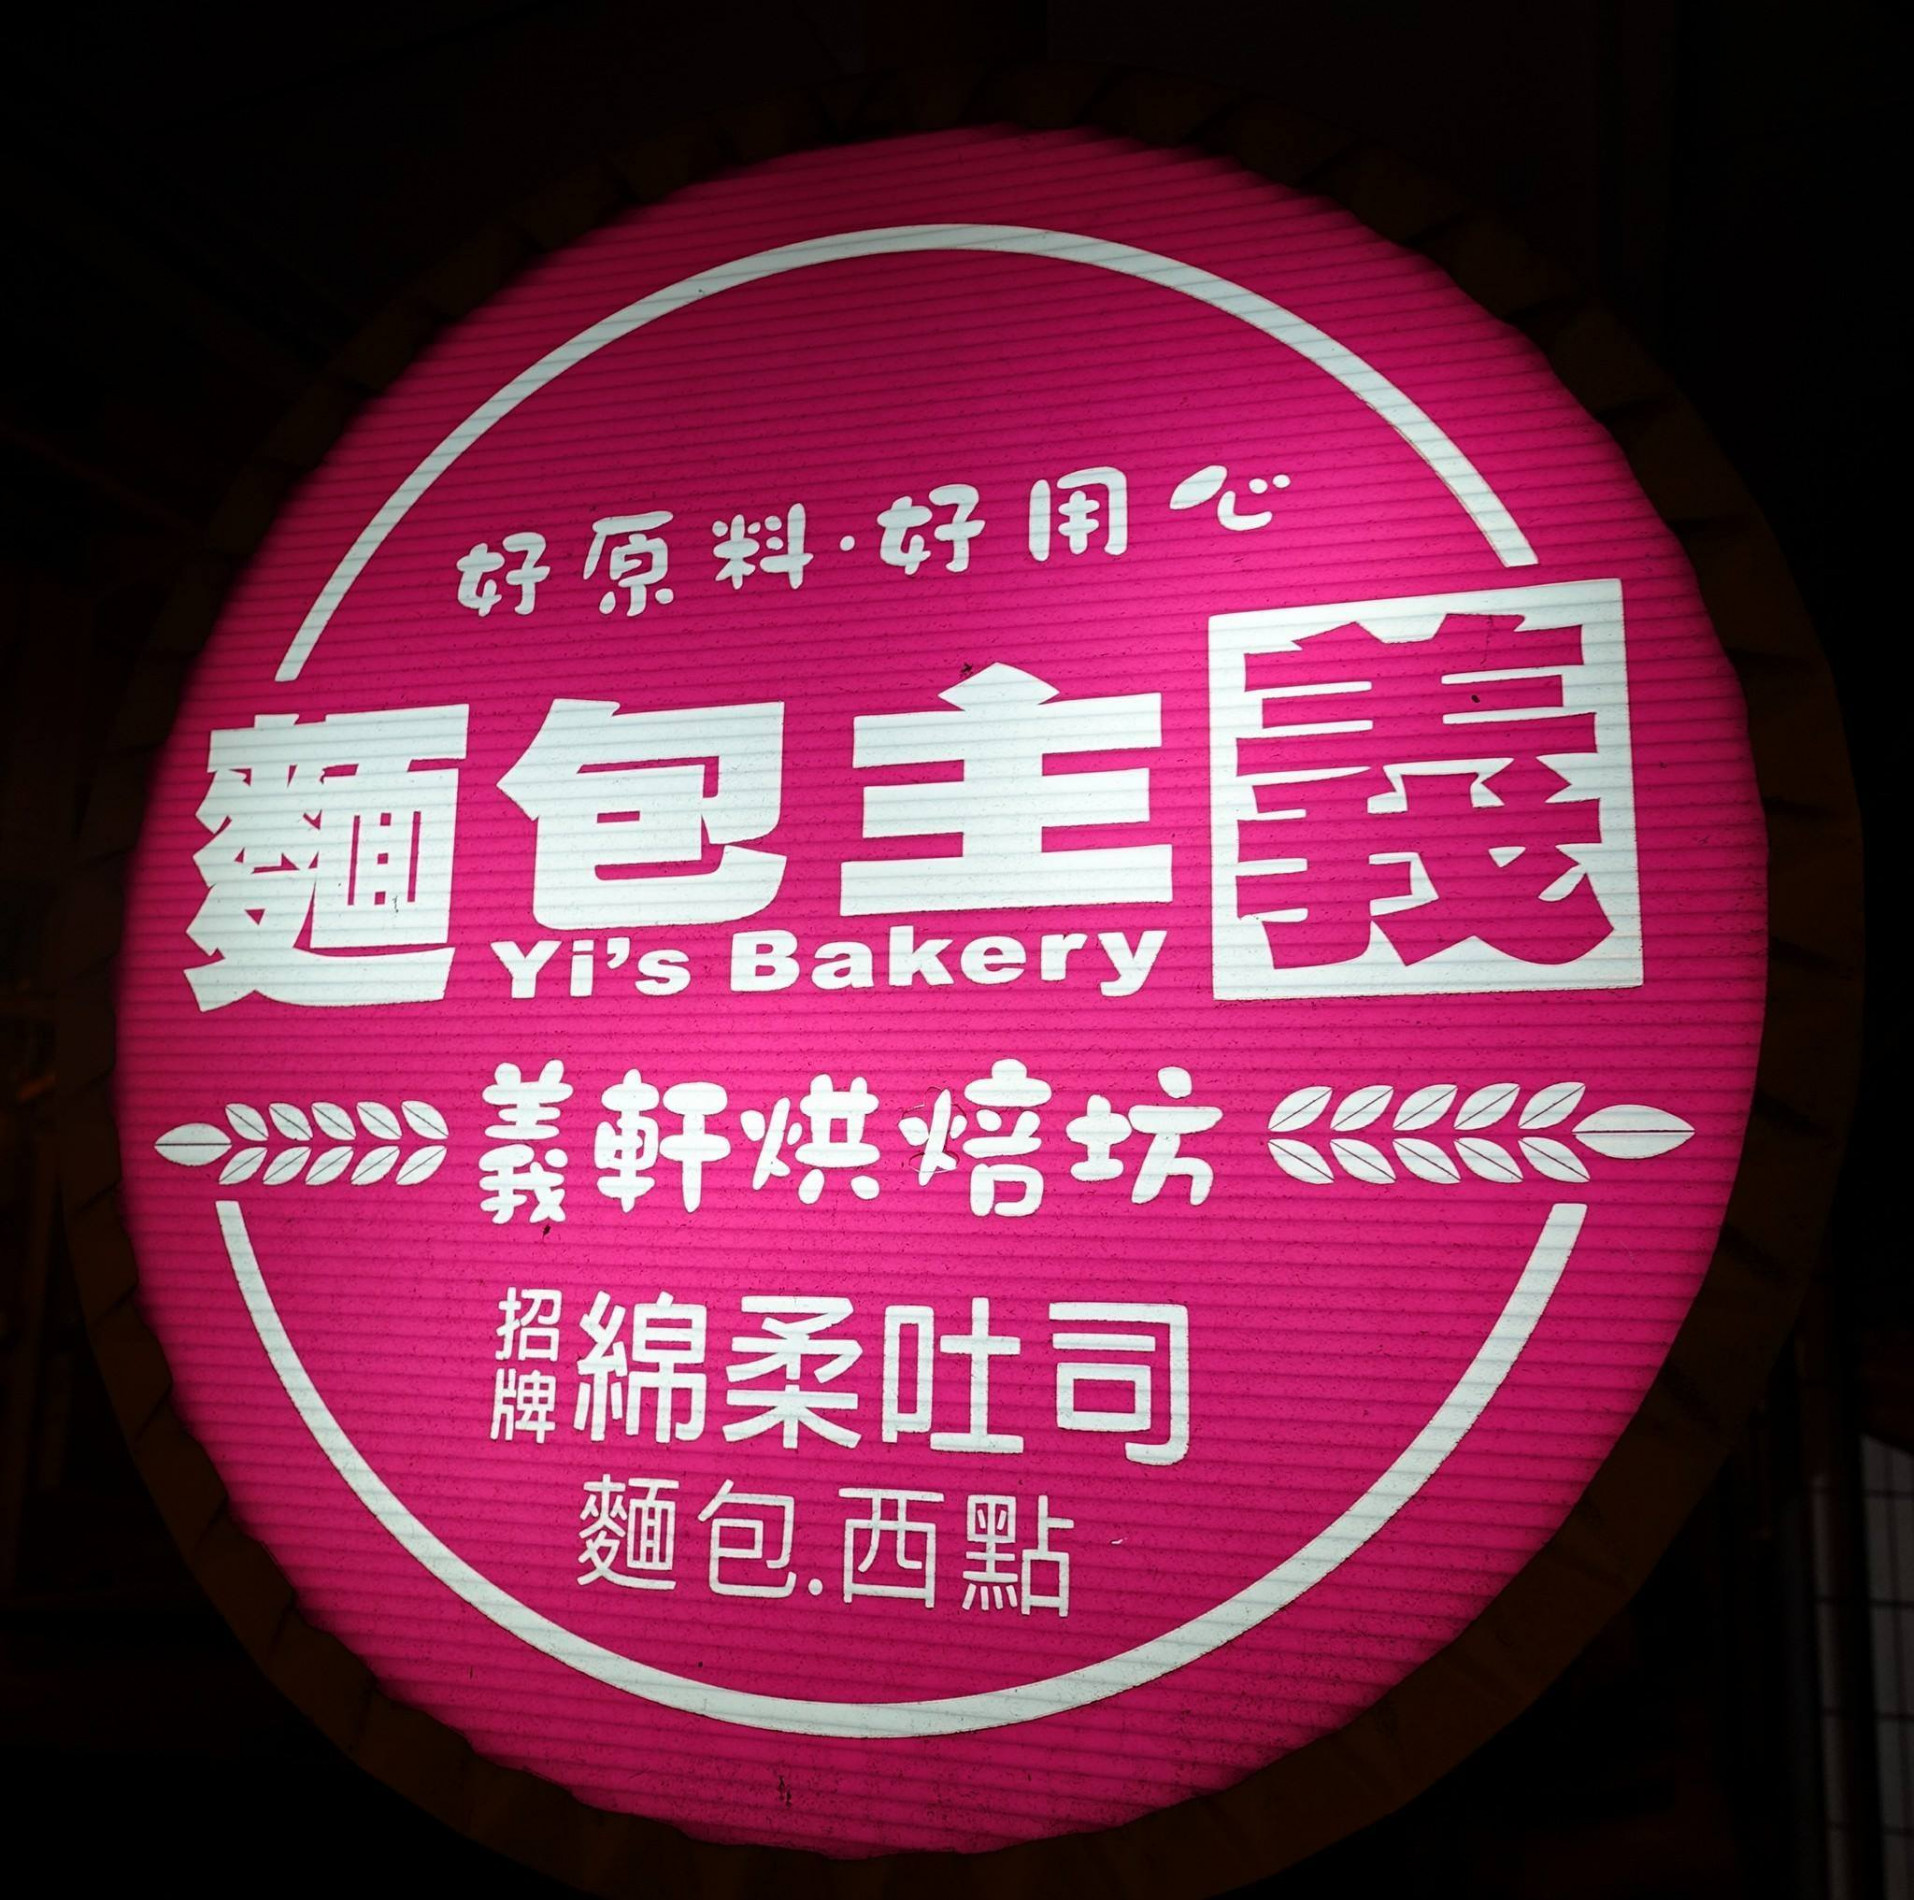 好原料·好用心
麵包主義
Yi's Bakery
義軒烘焙坊
招牌 綿柔吐司
麵包.西點